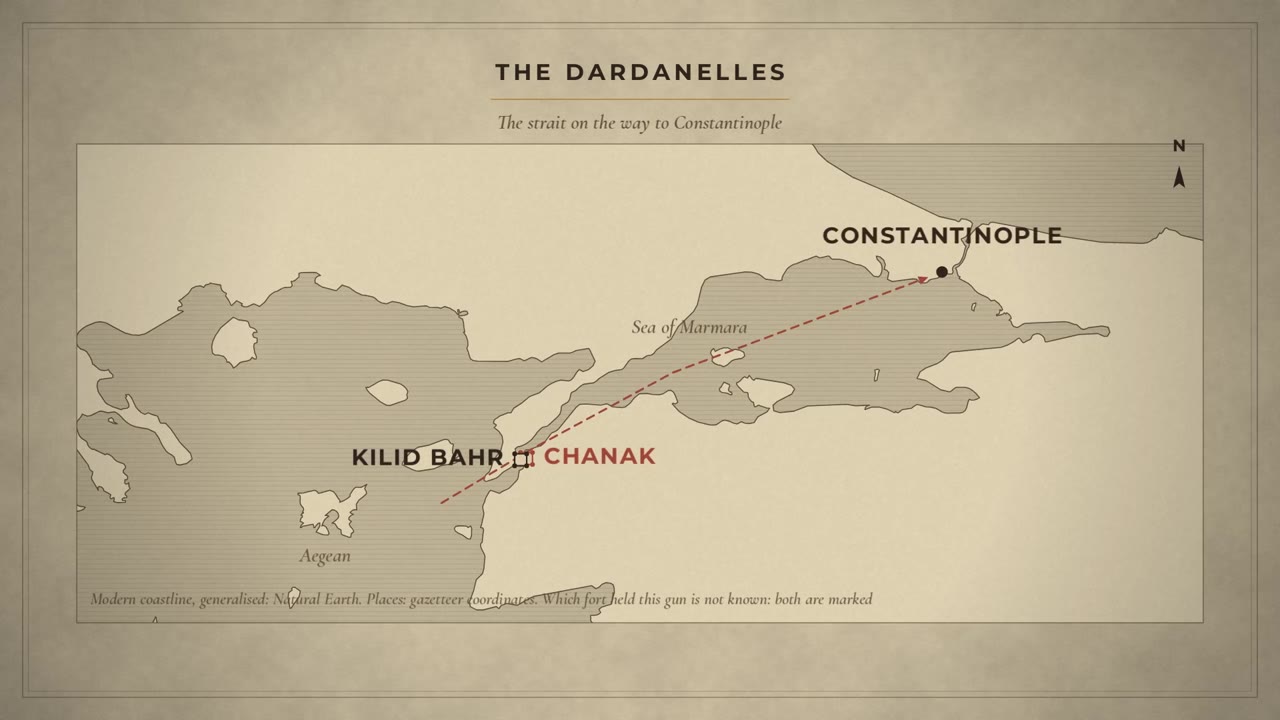 THE DARDANELLES
The strait on the way to Constantinople
N
CONSTANTINOPLE
Sea of Marmara
KILID BAHR
CHANAK
Aegean
Modern coastline, generalised: Natural Earth. Places: gazetteer coordinates. Which fort held this gun is not known: both are marked